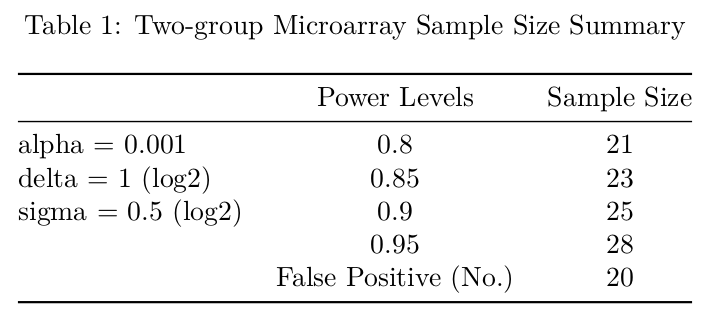 Table 1: Two-group Microarray Sample Size Summary
Power Levels Sample Size
alpha = 0.001 0.8 21
delta = 1 (log2) 0.85 23
sigma = 0.5 (log2) 0.9 25
0.95 28
False Positive (No.) 20